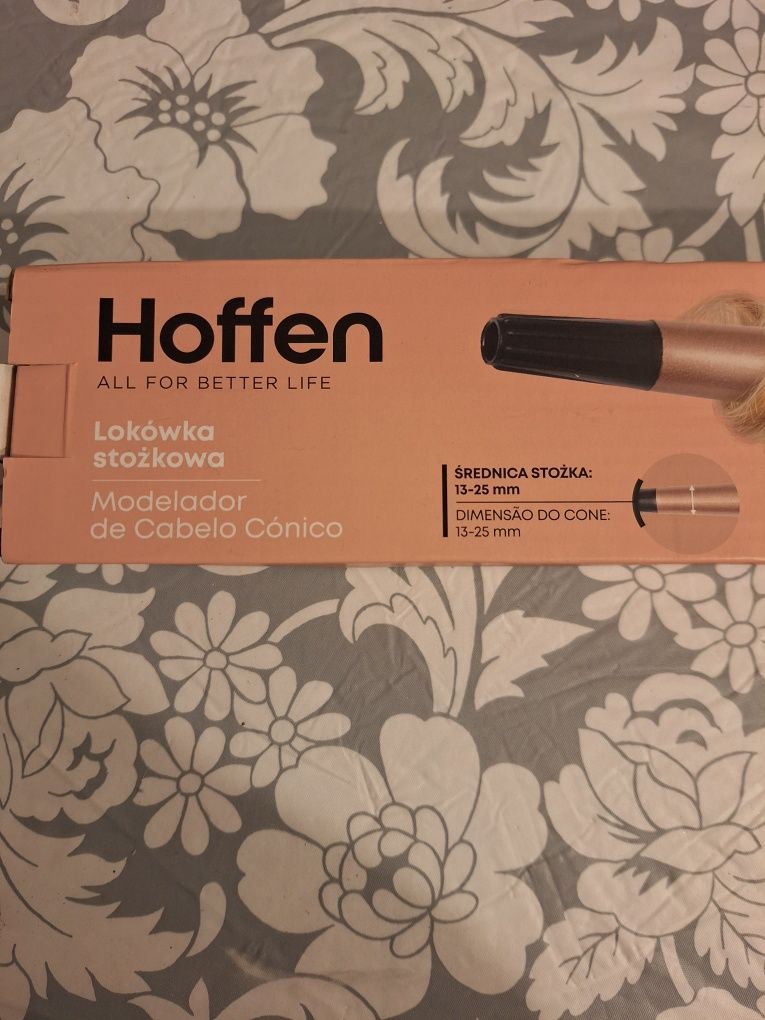 Hoffen
ALL FOR BETTER LIFE
Lokówka
stożkowa
Modelador
de Cabelo Cónico
ŚREDNICA STOŻKA:
13-25 mm
DIMENSÃO DO CONE:
13-25 mm